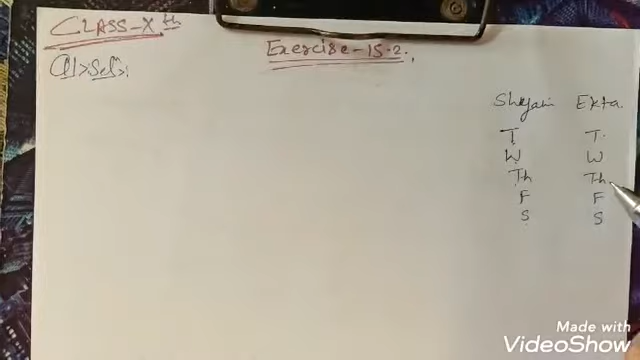 CLASS-Xth
Exercise-15.2.
Q1> Sol>:
Shyam Ekta.
T T.
W W
Th Th
F F
S S
Made with
VideoShow